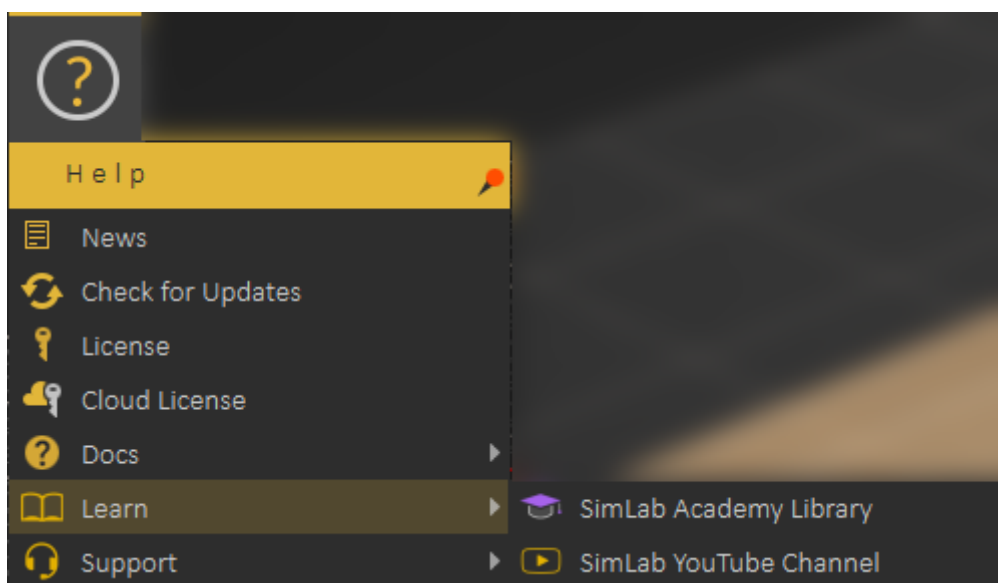 ?
Help
News
Check for Updates
License
Cloud License
? Docs
Learn
SimLab Academy Library
Support
SimLab YouTube Channel